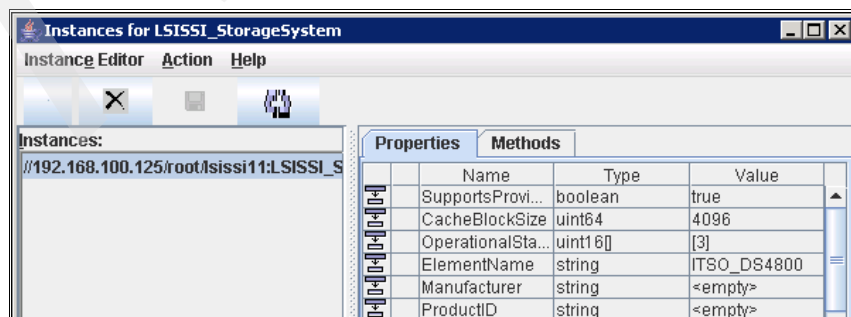 Instances for LSISSI_StorageSystem
Instance Editor Action Help
Instances:
//192.168.100.125/root/lsissi11:LSISSI_S
Properties Methods
Name Type Value
SupportsProvi... boolean true
CacheBlockSize uint64 4096
OperationalSta... uint16[] [3]
ElementName string ITSO_DS4800
Manufacturer string <empty>
ProductID string <empty>